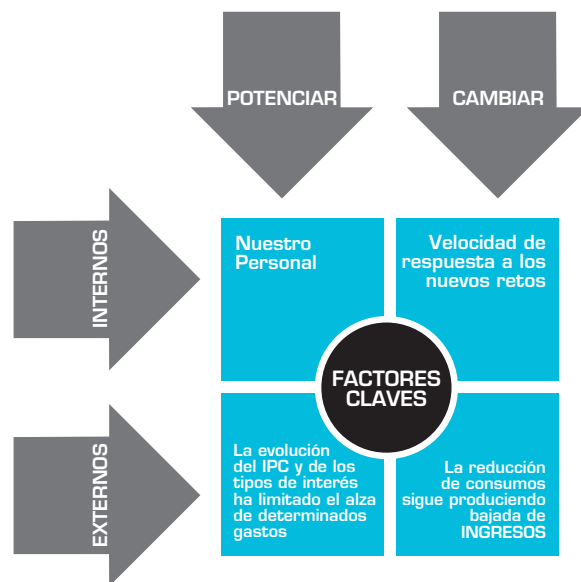 POTENCIAR
CAMBIAR
INTERNOS
Nuestro
Personal
Velocidad de
respuesta a los
nuevos retos
FACTORES
CLAVES
EXTERNOS
La evolución
del IPC y de los
tipos de interés
ha limitado el alza
de determinados
gastos
La reducción
de consumos
sigue produciendo
bajada de
INGRESOS